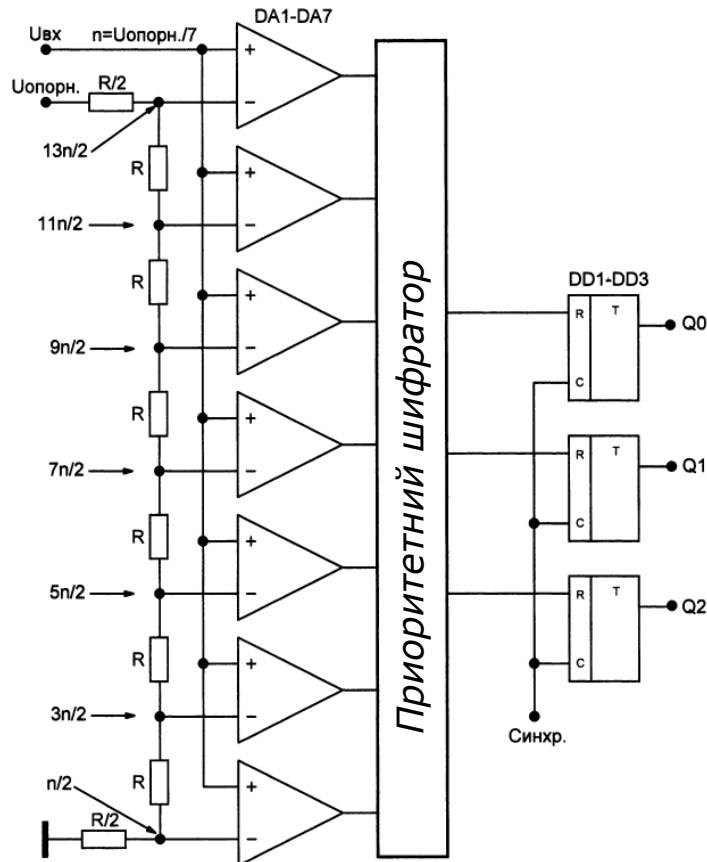 DA1-DA7
Uвх
n=Uопорн./7
Uопорн.
R/2
+
−
13n/2
R
+
−
11n/2
R
+
−
9n/2
R
+
−
7n/2
R
+
−
5n/2
R
+
−
3n/2
R
+
−
n/2
R/2
Приоритетний шифратор
DD1-DD3
R
T
C
Q0
R
T
C
Q1
R
T
C
Q2
Синхр.